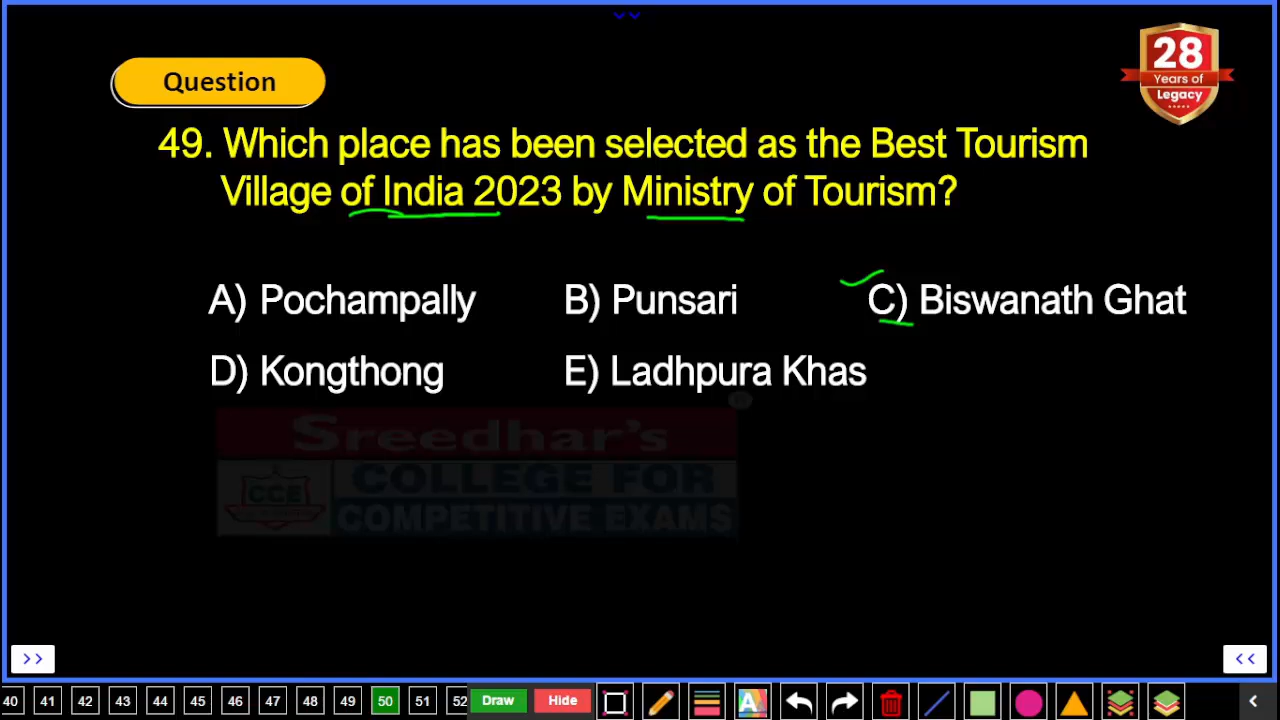 28
Years of
Legacy
Question
49. Which place has been selected as the Best Tourism
Village of India 2023 by Ministry of Tourism?
A) Pochampally B) Punsari C) Biswanath Ghat
D) Kongthong E) Ladhpura Khas
Sreedhar's
CCE
COLLEGE FOR
COMPETITIVE EXAMS
>> <<
40 41 42 43 44 45 46 47 48 49 50 51 52 Draw Hide A <